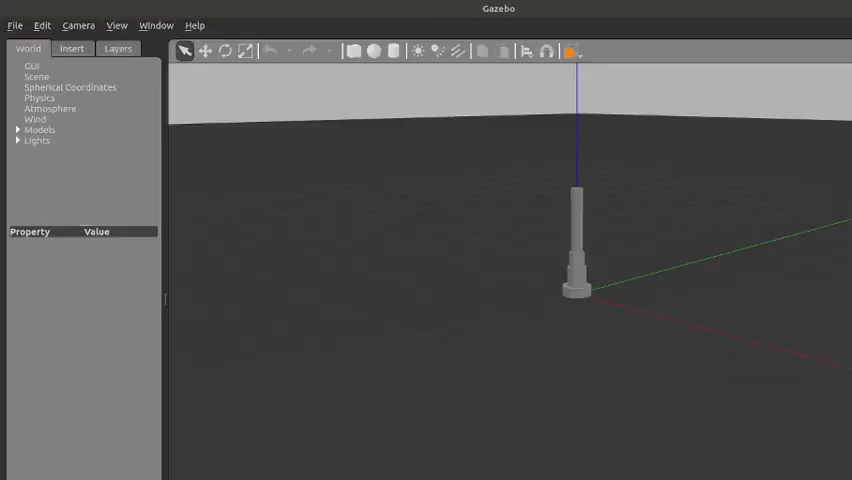 Gazebo
File Edit Camera View Window Help
World Insert Layers
GUI
Scene
Spherical Coordinates
Physics
Atmosphere
Wind
Models
Lights
Property Value